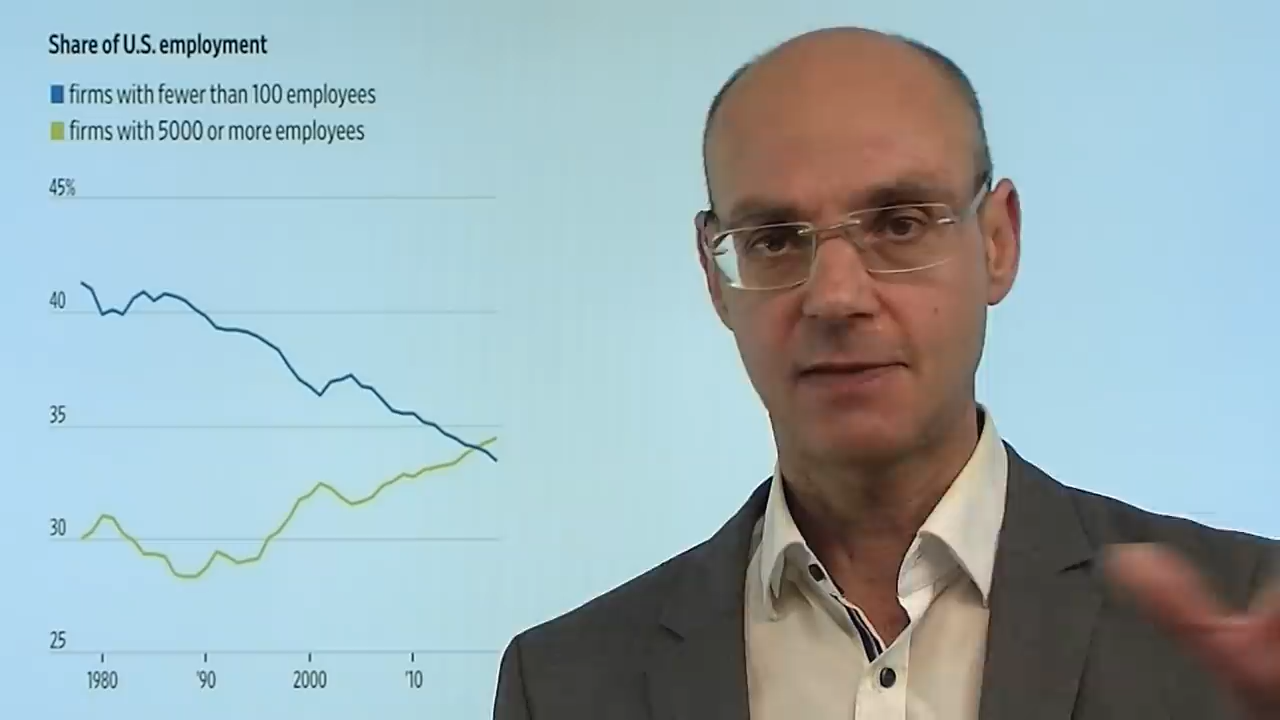 Share of U.S. employment
firms with fewer than 100 employees
firms with 5000 or more employees
45%
40
35
30
25
1980 '90 2000 '10